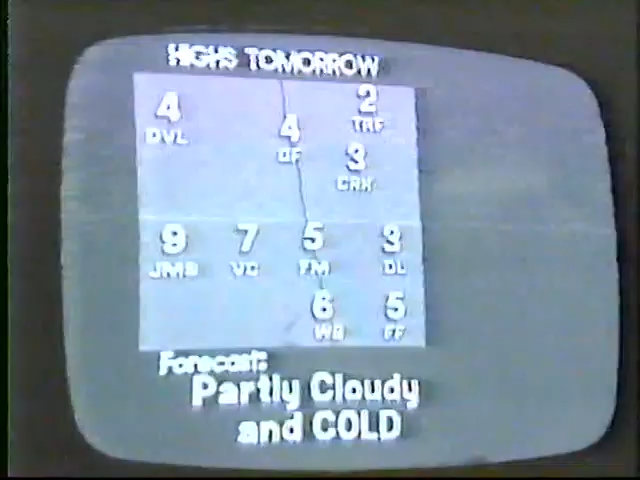 HIGHS TOMORROW
4 2
DVL 4 TRF
GF 3
CRK
9 7 5 3
JMS VC FM DL
6 5
WB FF
Forecast:
Partly Cloudy
and COLD